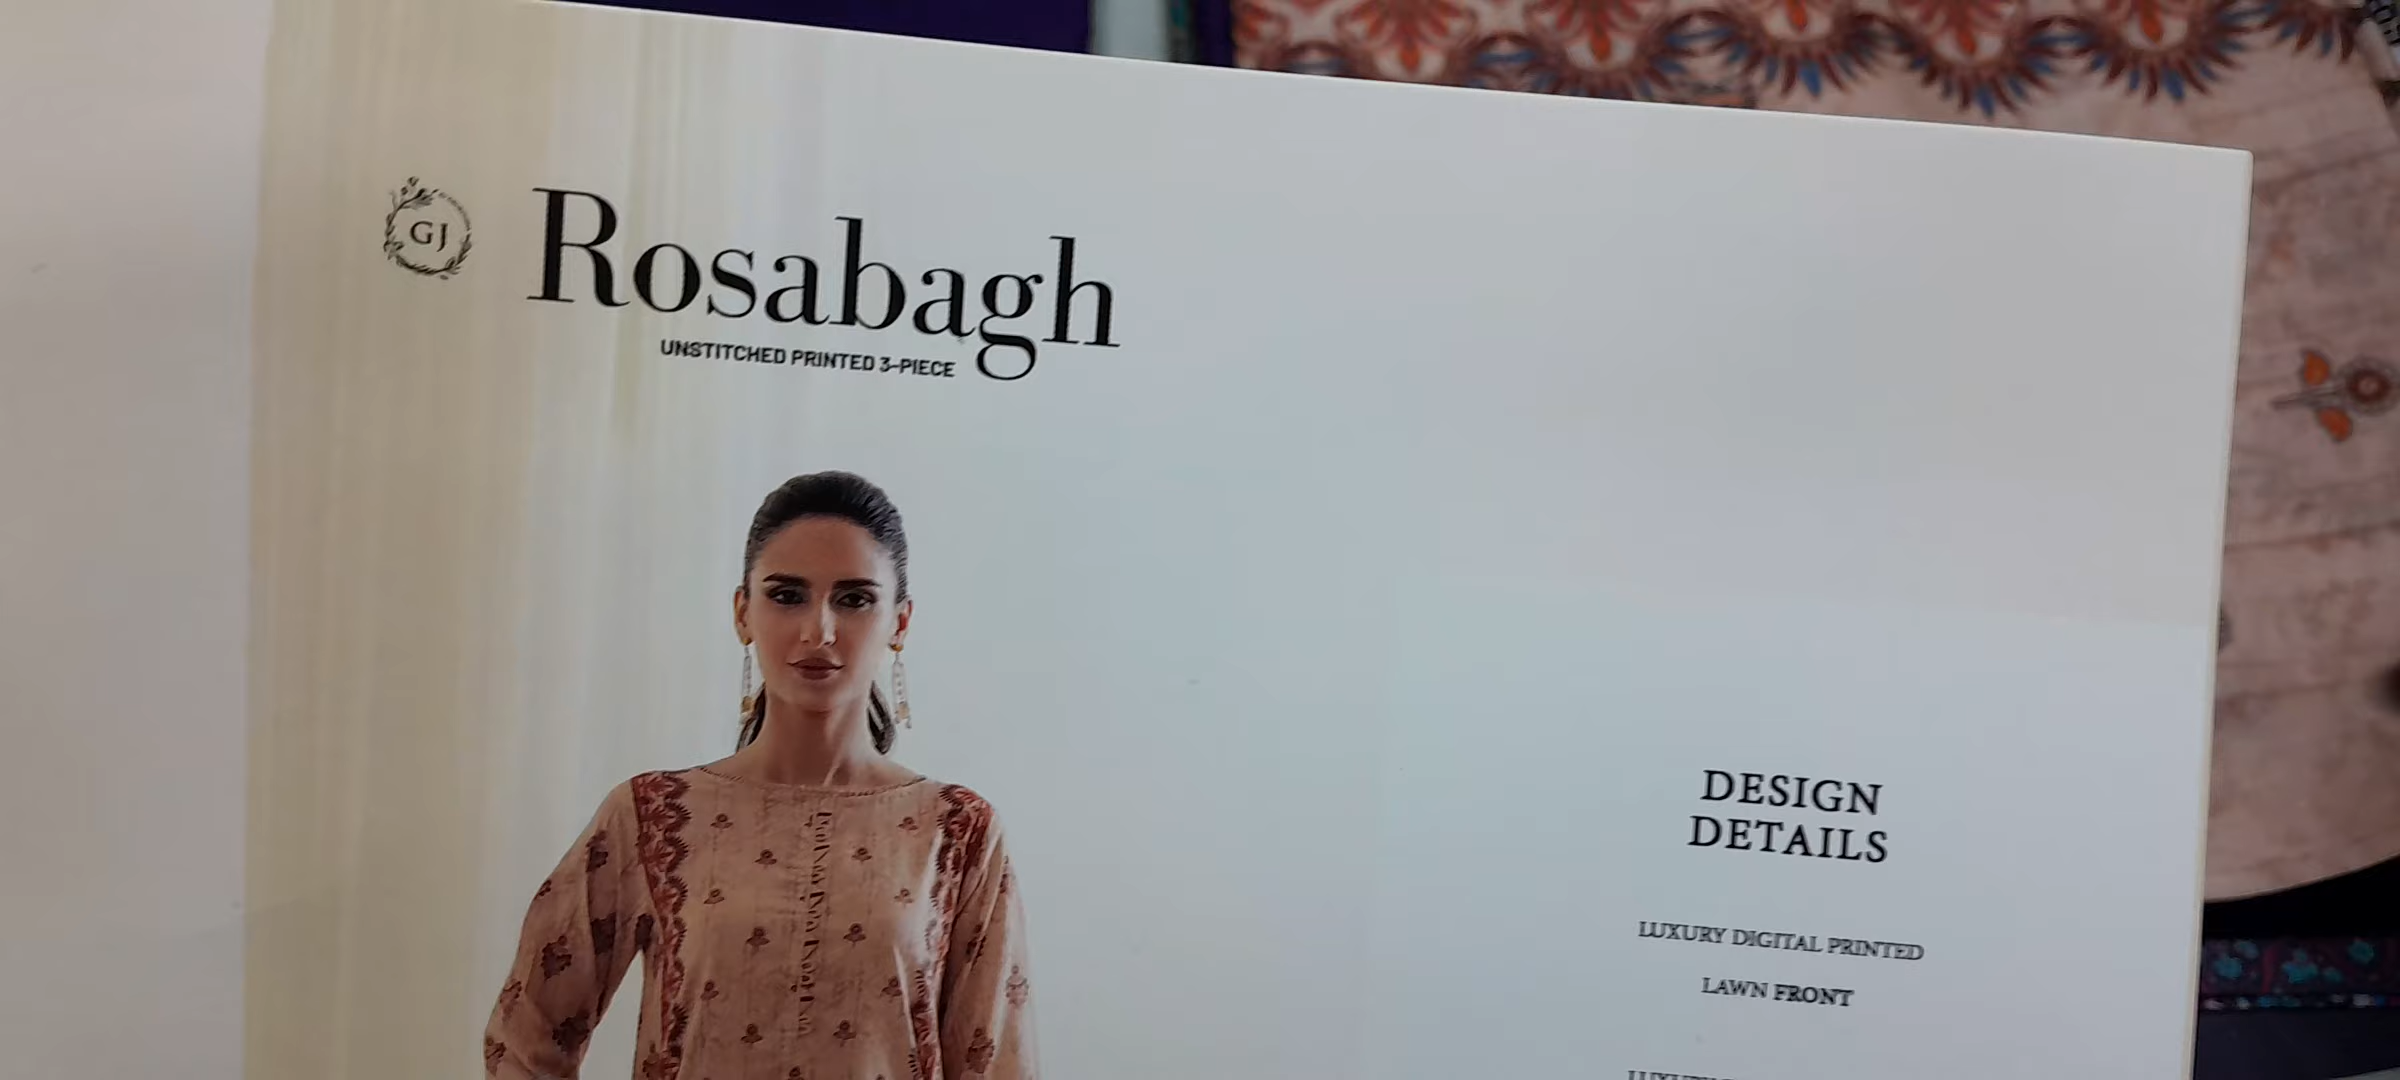 GJ
Rosabagh
UNSTITCHED PRINTED 3-PIECE
DESIGN
DETAILS
LUXURY DIGITAL PRINTED
LAWN FRONT